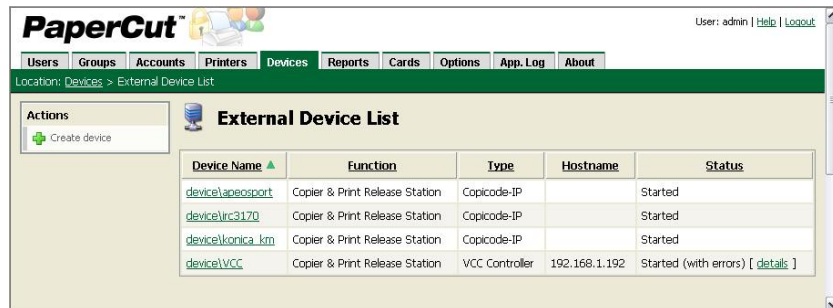 PaperCut™
User: admin | Help | Logout
Users Groups Accounts Printers Devices Reports Cards Options App. Log About
Location: Devices > External Device List
Actions
Create device
External Device List
Device Name Function Type Hostname Status
device\apeosport Copier & Print Release Station Copicode-IP Started
device\irc3170 Copier & Print Release Station Copicode-IP Started
device\konica_km Copier & Print Release Station Copicode-IP Started
device\VCC Copier & Print Release Station VCC Controller 192.168.1.192 Started (with errors) [ details ]